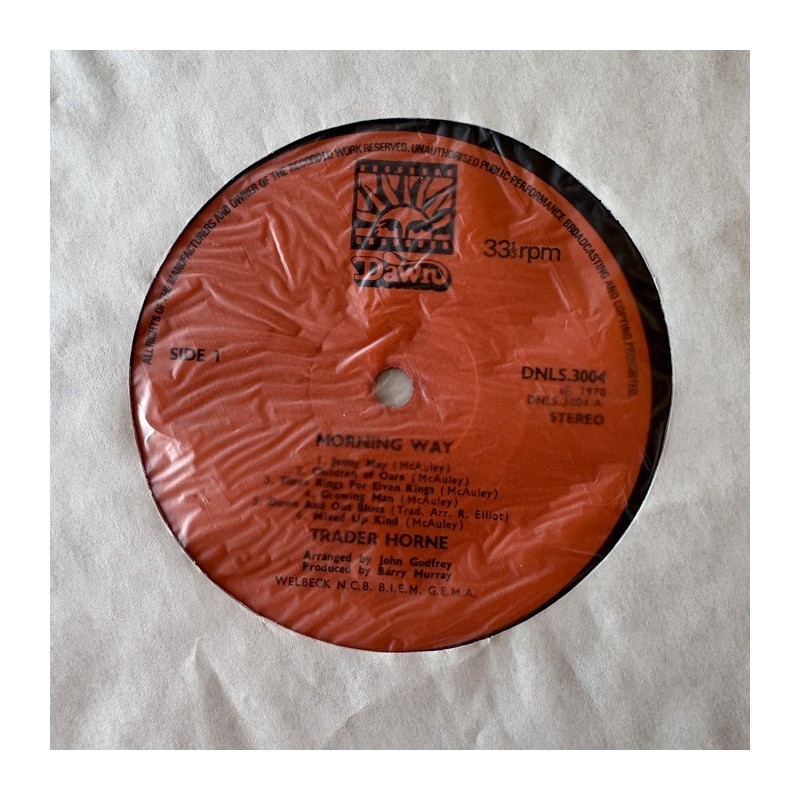 ALL RIGHTS OF THE MANUFACTURERS AND OWNER OF THE RECORDED WORK RESERVED. UNAUTHORISED PUBLIC PERFORMANCE BROADCASTING AND COPYING PROHIBITED.
Dawn
33⅓rpm
SIDE 1
DNLS.3004
℗ 1970
DNLS.3004/A
STEREO
MORNING WAY
1. Jenny May (McAuley)
2. Children of Oare (McAuley)
3. Three Rings For Elven Kings (McAuley)
4. Growing Man (McAuley)
5. Down And Out Blues (Trad. Arr. R. Elliot)
6. Mixed Up Kind (McAuley)
TRADER HORNE
Arranged by John Godfrey
Produced by Barry Murray
WELBECK N.C.B. B.I.E.M. G.E.M.A.